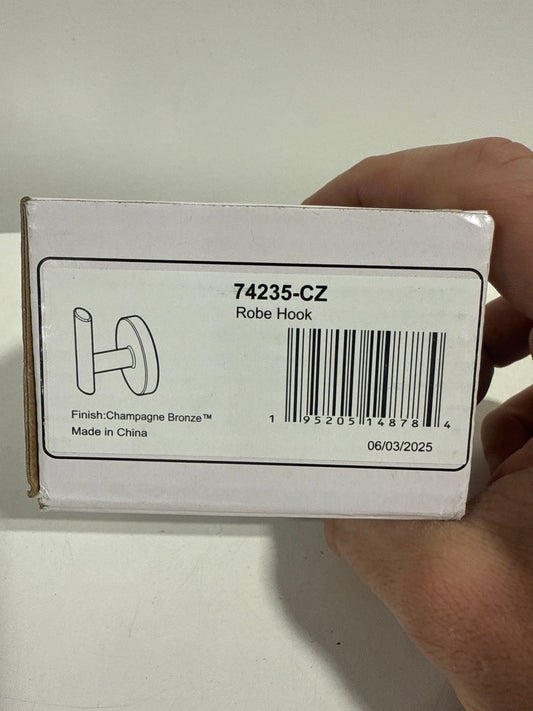 74235-CZ
Robe Hook
Finish:Champagne Bronze™
Made in China
1 95205 14878 4
06/03/2025